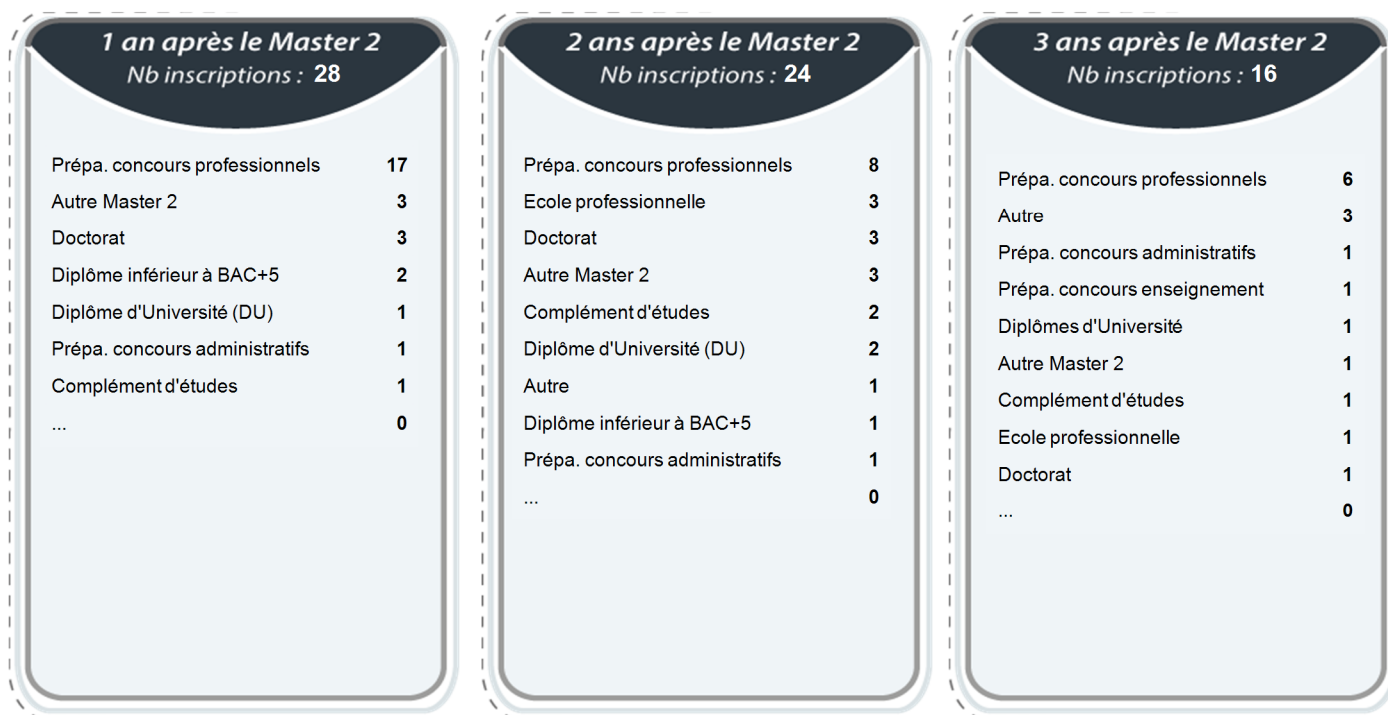 1 an après le Master 2
Nb inscriptions : 28
Prépa. concours professionnels 17
Autre Master 2 3
Doctorat 3
Diplôme inférieur à BAC+5 2
Diplôme d'Université (DU) 1
Prépa. concours administratifs 1
Complément d'études 1
... 0
2 ans après le Master 2
Nb inscriptions : 24
Prépa. concours professionnels 8
Ecole professionnelle 3
Doctorat 3
Autre Master 2 3
Complément d'études 2
Diplôme d'Université (DU) 2
Autre 1
Diplôme inférieur à BAC+5 1
Prépa. concours administratifs 1
... 0
3 ans après le Master 2
Nb inscriptions : 16
Prépa. concours professionnels 6
Autre 3
Prépa. concours administratifs 1
Prépa. concours enseignement 1
Diplômes d'Université 1
Autre Master 2 1
Complément d'études 1
Ecole professionnelle 1
Doctorat 1
... 0